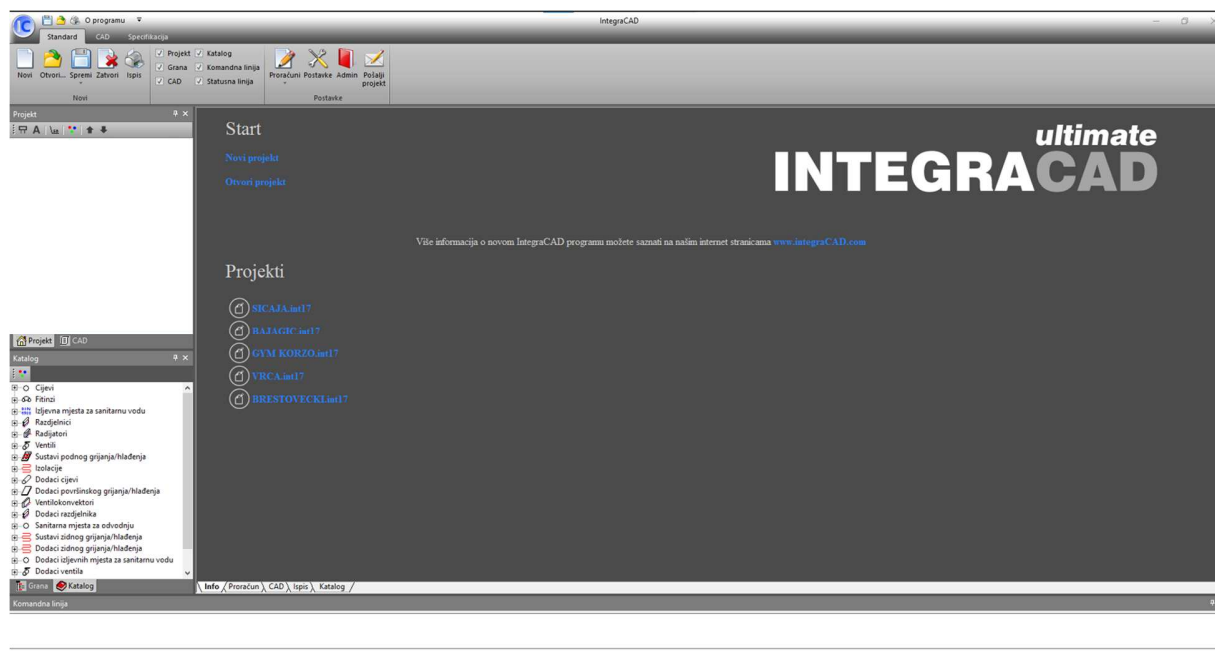 O programu
IntegraCAD
Standard CAD Specifikacija
Projekt Katalog
Grana Komandna linija
CAD Statusna linija
Novi Otvori... Spremi Zatvori Ispis
Proračuni Postavke Admin Pošalji projekt
Novi
Postavke
Projekt
Start
Novi projekt
Otvori projekt
ultimate
INTEGRACAD
Više informacija o novom IntegraCAD programu možete saznati na našim internet stranicama www.integraCAD.com
Projekti
SICAJA.int17
BAJAGIC int17
GYM KORZO.int17
VRCA.int17
BRESTOVECKI.int17
Projekt CAD
Katalog
Cijevi
Fitinzi
Izljevna mjesta za sanitarnu vodu
Razdjelnici
Radijatori
Ventili
Sustavi podnog grijanja/hlađenja
Izolacije
Dodaci cijevi
Dodaci površinskog grijanja/hlađenja
Ventilokonvektori
Dodaci razdjelnika
Sanitarna mjesta za odvodnju
Sustavi zidnog grijanja/hlađenja
Dodaci zidnog grijanja/hlađenja
Dodaci izljevnih mjesta za sanitarnu vodu
Dodaci ventila
Grana Katalog
Info Proračun CAD Ispis Katalog
Komandna linija